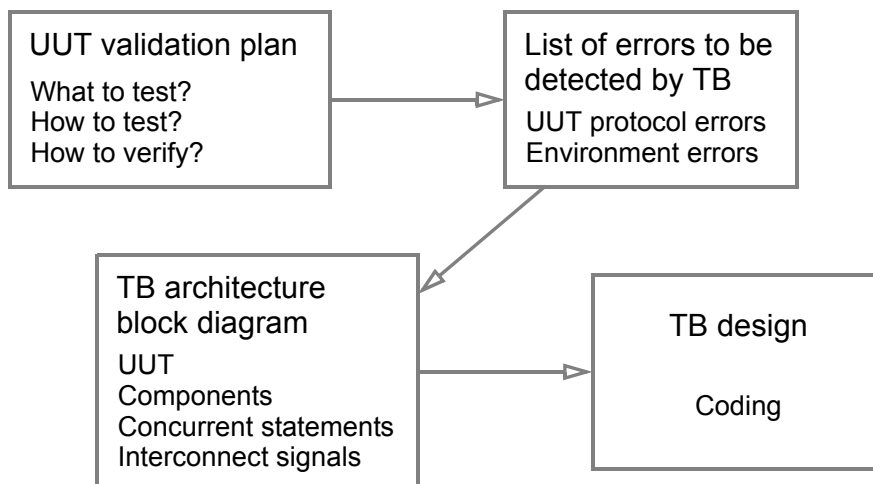 UUT validation plan
What to test?
How to test?
How to verify?
List of errors to be
detected by TB
UUT protocol errors
Environment errors
TB architecture
block diagram
UUT
Components
Concurrent statements
Interconnect signals
TB design
Coding